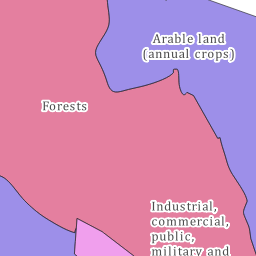 Arable land
(annual crops)
Forests
Industrial,
commercial,
public,
military and